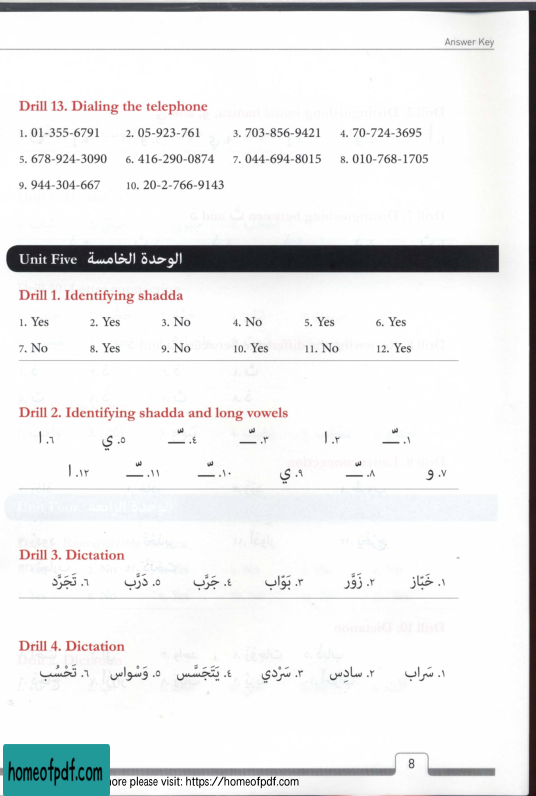 Answer Key
Drill 13. Dialing the telephone
1. 01-355-6791 2. 05-923-761 3. 703-856-9421 4. 70-724-3695
5. 678-924-3090 6. 416-290-0874 7. 044-694-8015 8. 010-768-1705
9. 944-304-667 10. 20-2-766-9143
Unit Five الوحدة الخامسة
Drill 1. Identifying shadda
1. Yes 2. Yes 3. No 4. No 5. Yes 6. Yes
7. No 8. Yes 9. No 10. Yes 11. No 12. Yes
Drill 2. Identifying shadda and long vowels
١. ـّـ ٢. ا ٣. ـّـ ٤. ـّـ ٥. ي ٦. ا
٧. و ٨. ـّـ ٩. ي ١٠. ـّـ ١١. ـّـ ١٢. ا
Drill 3. Dictation
١. خَبّاز ٢. زَوَّر ٣. بَوّاب ٤. جَرَّب ٥. دَرَّب ٦. تَجَرَّد
Drill 4. Dictation
١. سَراب ٢. سادِس ٣. سَرْدي ٤. يَتَجَسَّس ٥. وَسْواس ٦. تَحْسُب
8
homeofpdf.com
more please visit: https://homeofpdf.com